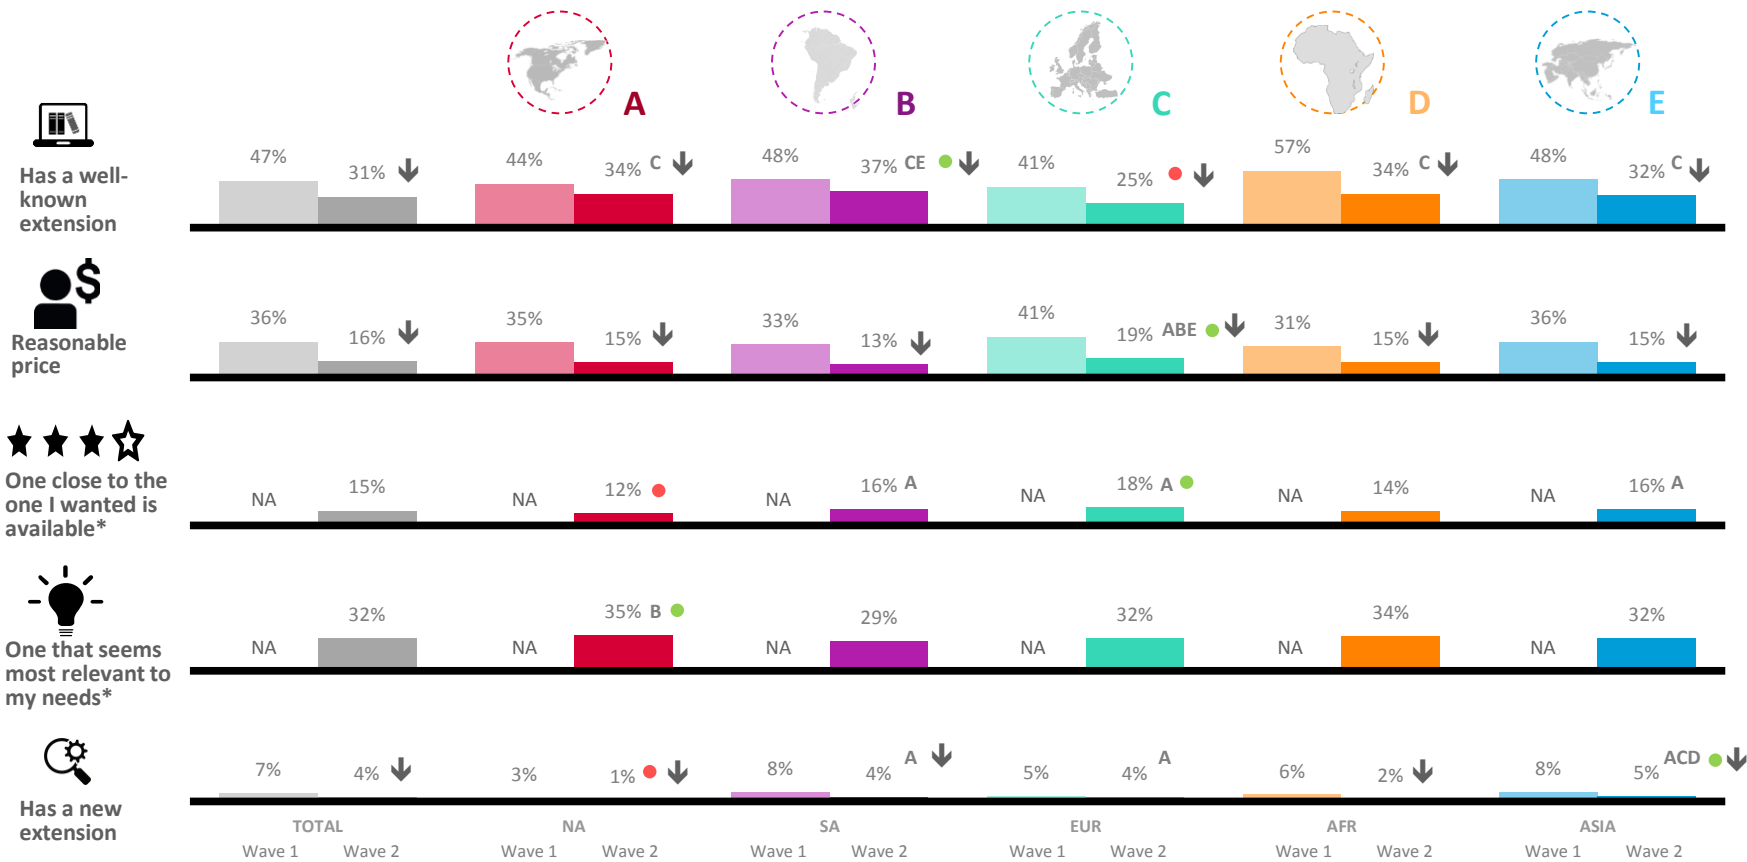 A
B
C
D
E
Has a well-
known
extension
47%
31%
44%
34% C
48%
37% CE
41%
25%
57%
34% C
48%
32% C
$
Reasonable
price
36%
16%
35%
15%
33%
13%
41%
19% ABE
31%
15%
36%
15%
One close to the
one I wanted is
available*
NA
15%
NA
12%
NA
16% A
NA
18% A
NA
14%
NA
16% A
One that seems
most relevant to
my needs*
NA
32%
NA
35% B
NA
29%
NA
32%
NA
34%
NA
32%
Has a new
extension
7%
4%
3%
1%
8%
4% A
5%
4% A
6%
2%
8%
5% ACD
TOTAL
NA
SA
EUR
AFR
ASIA
Wave 1 Wave 2
Wave 1 Wave 2
Wave 1 Wave 2
Wave 1 Wave 2
Wave 1 Wave 2
Wave 1 Wave 2